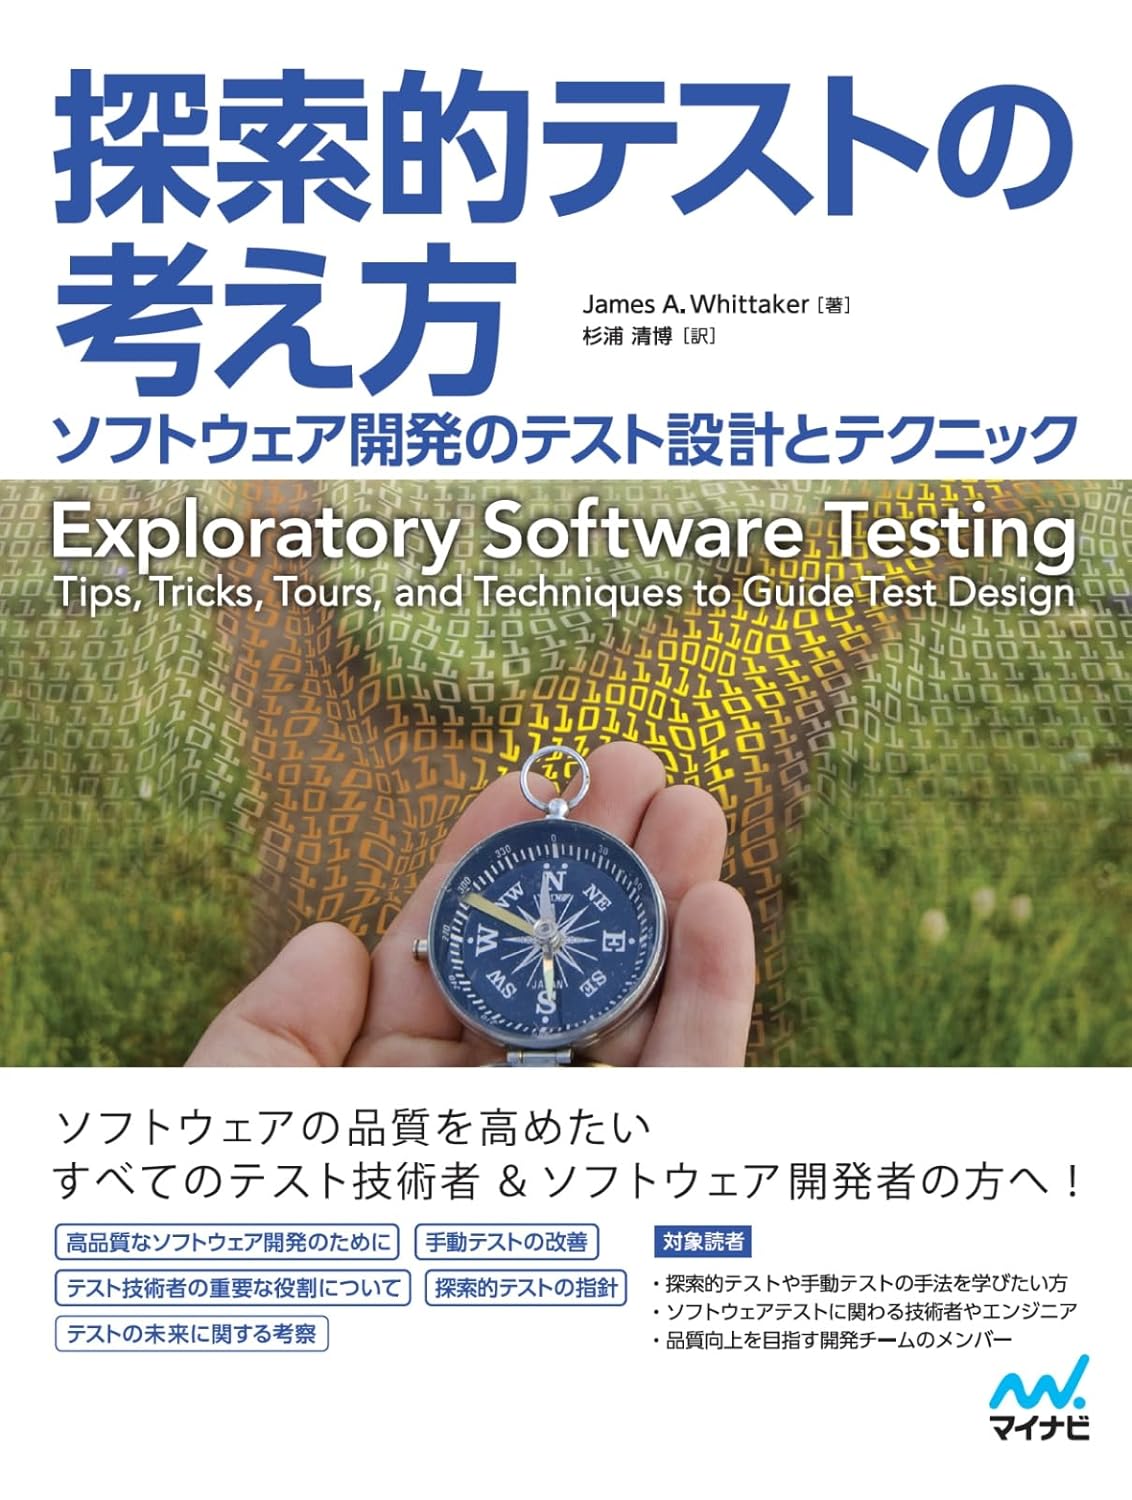 探索的テストの
考え方
James A. Whittaker［著］
杉浦 清博［訳］
ソフトウェア開発のテスト設計とテクニック
Exploratory Software Testing
Tips, Tricks, Tours, and Techniques to Guide Test Design
N
NE
E
SE
S
SW
W
NW
0
30
330
300
270
JAPAN
ソフトウェアの品質を高めたい
すべてのテスト技術者 & ソフトウェア開発者の方へ！
高品質なソフトウェア開発のために
手動テストの改善
テスト技術者の重要な役割について
探索的テストの指針
テストの未来に関する考察
対象読者
・探索的テストや手動テストの手法を学びたい方
・ソフトウェアテストに関わる技術者やエンジニア
・品質向上を目指す開発チームのメンバー
マイナビ